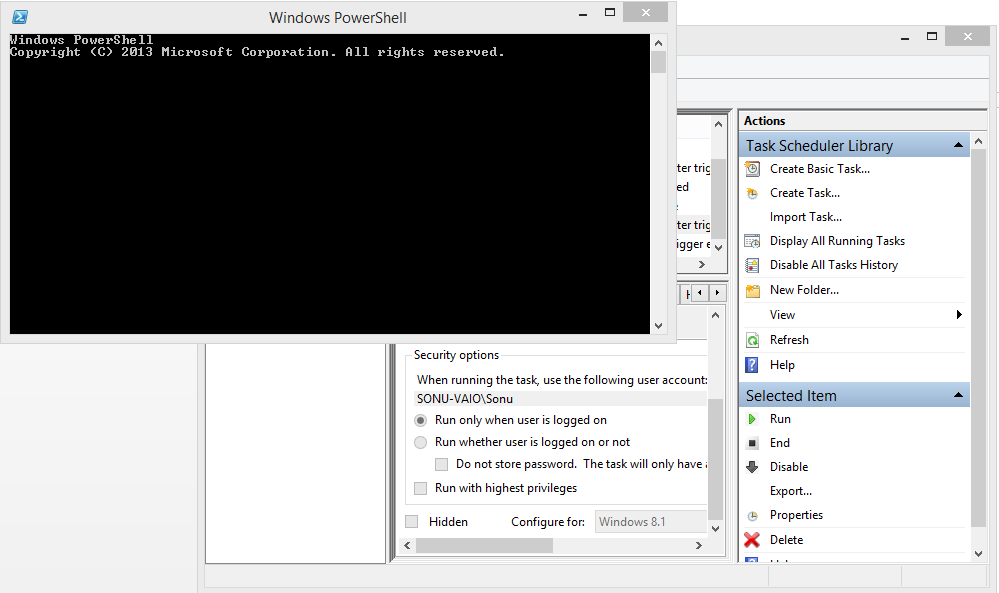 Windows PowerShell
Windows PowerShell
Copyright (C) 2013 Microsoft Corporation. All rights reserved.
ter trig
ed
ter trig
igger e
Security options
When running the task, use the following user account:
SONU-VAIO\Sonu
Run only when user is logged on
Run whether user is logged on or not
Do not store password. The task will only have
Run with highest privileges
Hidden
Configure for:
Windows 8.1
Actions
Task Scheduler Library
Create Basic Task...
Create Task...
Import Task...
Display All Running Tasks
Disable All Tasks History
New Folder...
View
Refresh
Help
Selected Item
Run
End
Disable
Export...
Properties
Delete